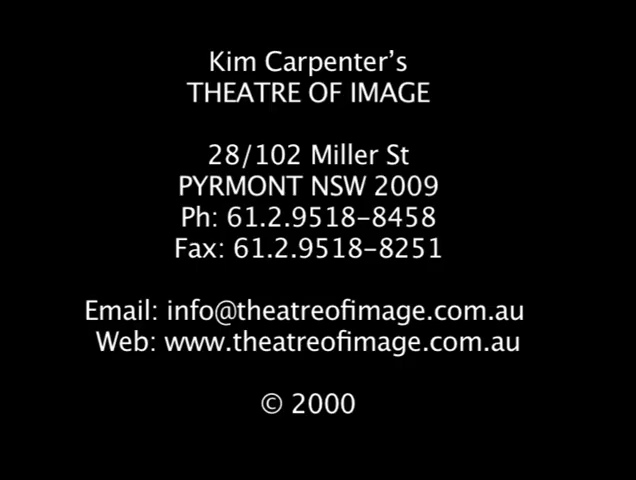 Kim Carpenter’s
THEATRE OF IMAGE
28/102 Miller St
PYRMONT NSW 2009
Ph: 61.2.9518-8458
Fax: 61.2.9518-8251
Email: info@theatreofimage.com.au
Web: www.theatreofimage.com.au
© 2000